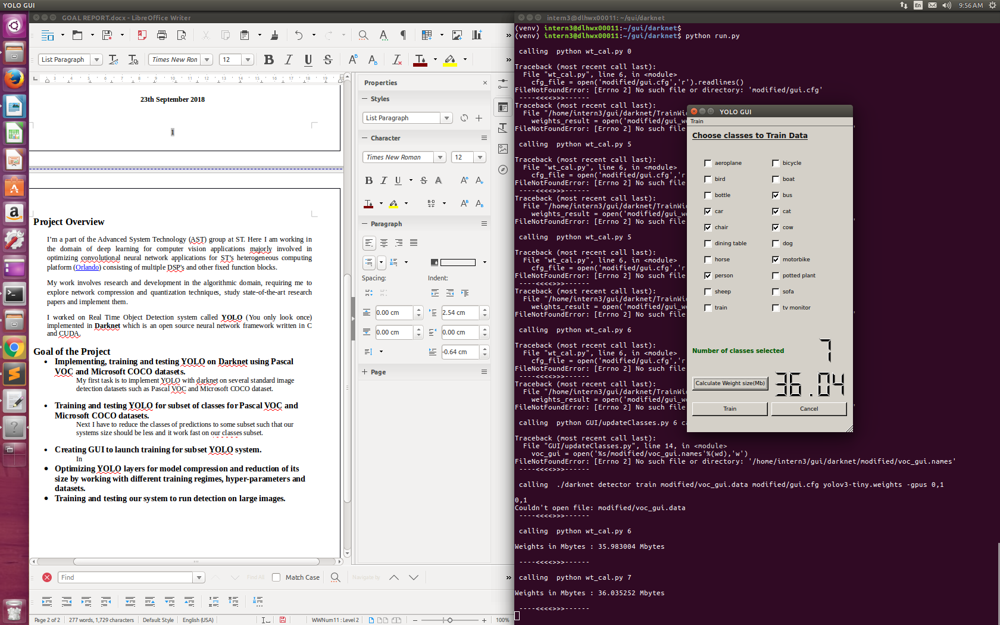 YOLO GUI
En
9:56 AM
GOAL REPORT.docx - LibreOffice Writer
List Paragraph
Times New Ron
12
3 4 5 6 7 8 9 10 11 12 13 14 15 16 17 18 19
23th September 2018
1
Project Overview
I'm a part of the Advanced System Technology (AST) group at ST. Here I am working in
the domain of deep learning for computer vision applications majorly involved in
optimizing convolutional neural network applications for ST's heterogeneous computing
platform (Orlando) consisting of multiple DSP's and other fixed function blocks.
My work involves research and development in the algorithmic domain, requiring me to
explore network compression and quantization techniques, study state-of-the-art research
papers and implement them.
I worked on Real Time Object Detection system called YOLO (You only look once)
implemented in Darknet which is an open source neural network framework written in C
and CUDA.
Goal of the Project
• Implementing, training and testing YOLO on Darknet using Pascal
VOC and Microsoft COCO datasets.
My first task is to implement YOLO with darknet on several standard image
detection datasets such as Pascal VOC and Microsoft COCO dataset.
• Training and testing YOLO for subset of classes for Pascal VOC and
Microsoft COCO datasets.
Next I have to reduce the classes of predictions to some subset such that our
systems size should be less and it work fast on our classes subset.
• Creating GUI to launch training for subset YOLO system.
In
• Optimizing YOLO layers for model compression and reduction of its
size by working with different training regimes, hyper-parameters and
datasets.
• Training and testing our system to run detection on large images.
Properties
Styles
List Paragraph
Character
Times New Roman
12
Paragraph
Spacing:
Indent:
0.00 cm
2.54 cm
0.00 cm
0.00 cm
-0.64 cm
Page
Find
Find All
Match Case
Navigate by
Page 2 of 2
277 words, 1,729 characters
Default Style
English (USA)
WWNum11 : Level 2
100%
intern3@dlhwx00011: ~/gui/darknet
(venv) intern3@dlhwx00011:~/gui/darknet$
(venv) intern3@dlhwx00011:~/gui/darknet$ python run.py
calling  python wt_cal.py 0
Traceback (most recent call last):
File "wt_cal.py", line 6, in <module>
cfg_file = open('modified/gui.cfg','r').readlines()
FileNotFoundError: [Errno 2] No such file or directory: 'modified/gui.cfg'
----<<<<>>>------
Traceback (most recent call last):
File "/home/intern3/gui/darknet/TrainWi
weights_result = open('modified/gui_w
FileNotFoundError: [Errno 2] No such file
calling  python wt_cal.py 5
Traceback (most recent call last):
File "wt_cal.py", line 6, in <module>
cfg_file = open('modified/gui.cfg','r
FileNotFoundError: [Errno 2] No such file
----<<<<>>>------
Traceback (most recent call last):
File "/home/intern3/gui/darknet/TrainWi
weights_result = open('modified/gui_w
FileNotFoundError: [Errno 2] No such file
calling  python wt_cal.py 5
Traceback (most recent call last):
File "wt_cal.py", line 6, in <module>
cfg_file = open('modified/gui.cfg','r
FileNotFoundError: [Errno 2] No such file
----<<<<>>>------
Traceback (most recent call last):
File "/home/intern3/gui/darknet/TrainWi
weights_result = open('modified/gui_w
FileNotFoundError: [Errno 2] No such file
calling  python wt_cal.py 6
Traceback (most recent call last):
File "wt_cal.py", line 6, in <module>
cfg_file = open('modified/gui.cfg','r
FileNotFoundError: [Errno 2] No such file
----<<<<>>>------
Traceback (most recent call last):
File "/home/intern3/gui/darknet/TrainWi
weights_result = open('modified/gui_w
FileNotFoundError: [Errno 2] No such file
calling  python GUI/updateClasses.py 6 c
Traceback (most recent call last):
File "GUI/updateClasses.py", line 14, in <module>
voc_gui = open('%s/modified/voc_gui.names'%(wd),'w')
FileNotFoundError: [Errno 2] No such file or directory: '/home/intern3/gui/darknet/modified/voc_gui.names'
----<<<<>>>------
calling  ./darknet detector train modified/voc_gui.data modified/gui.cfg yolov3-tiny.weights -gpus 0,1
0,1
Couldn't open file: modified/voc_gui.data
----<<<<>>>------
calling  python wt_cal.py 6
Weights in Mbytes : 35.983004 Mbytes
----<<<<>>>------
calling  python wt_cal.py 7
Weights in Mbytes : 36.035252 Mbytes
----<<<<>>>------
YOLO GUI
Train
Choose classes to Train Data
aeroplane bicycle
bird boat
bottle bus
car cat
chair cow
dining table dog
horse motorbike
person potted plant
sheep sofa
train tv monitor
Number of classes selected 7
Calculate Weight size(Mb) 36.04
Train Cancel